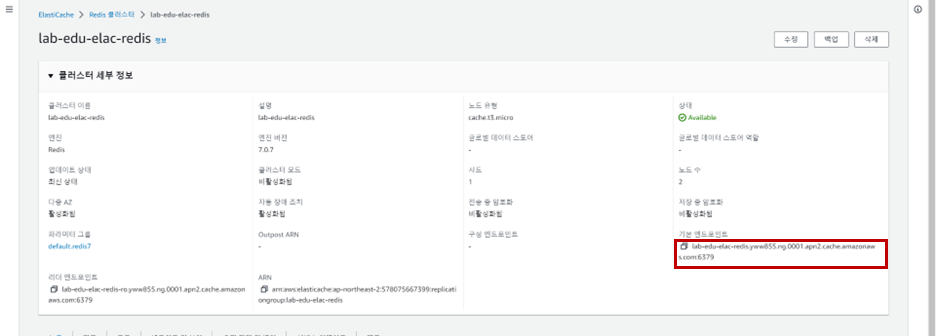 ElastiCache > Redis 클러스터 > lab-edu-elac-redis
lab-edu-elac-redis 정보
수정 백업 삭제
▼ 클러스터 세부 정보
클러스터 이름 설명 노드 유형 상태
lab-edu-elac-redis lab-edu-elac-redis cache.t3.micro Available
엔진 엔진 버전 글로벌 데이터 스토어 글로벌 데이터 스토어 역할
Redis 7.0.7 - -
업데이트 상태 클러스터 모드 샤드 노드 수
최신 상태 비활성화됨 1 2
다중 AZ 자동 장애 조치 전송 중 암호화 저장 중 암호화
활성화됨 활성화됨 비활성화됨 비활성화됨
파라미터 그룹 Outpost ARN 구성 엔드포인트 기본 엔드포인트
default.redis7 - - lab-edu-elac-redis.yww855.ng.0001.apn2.cache.amazonaw
s.com:6379
리더 엔드포인트 ARN
lab-edu-elac-redis-ro.yww855.ng.0001.apn2.cache.amazon arn:aws:elasticache:ap-northeast-2:578075667399:replicati
aws.com:6379 ongroup:lab-edu-elac-redis